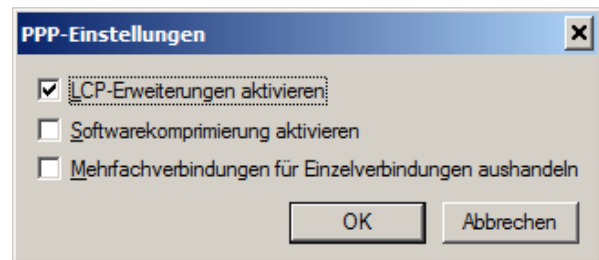 PPP-Einstellungen
LCP-Erweiterungen aktivieren
Softwarekomprimierung aktivieren
Mehrfachverbindungen für Einzelverbindungen aushandeln
OK Abbrechen